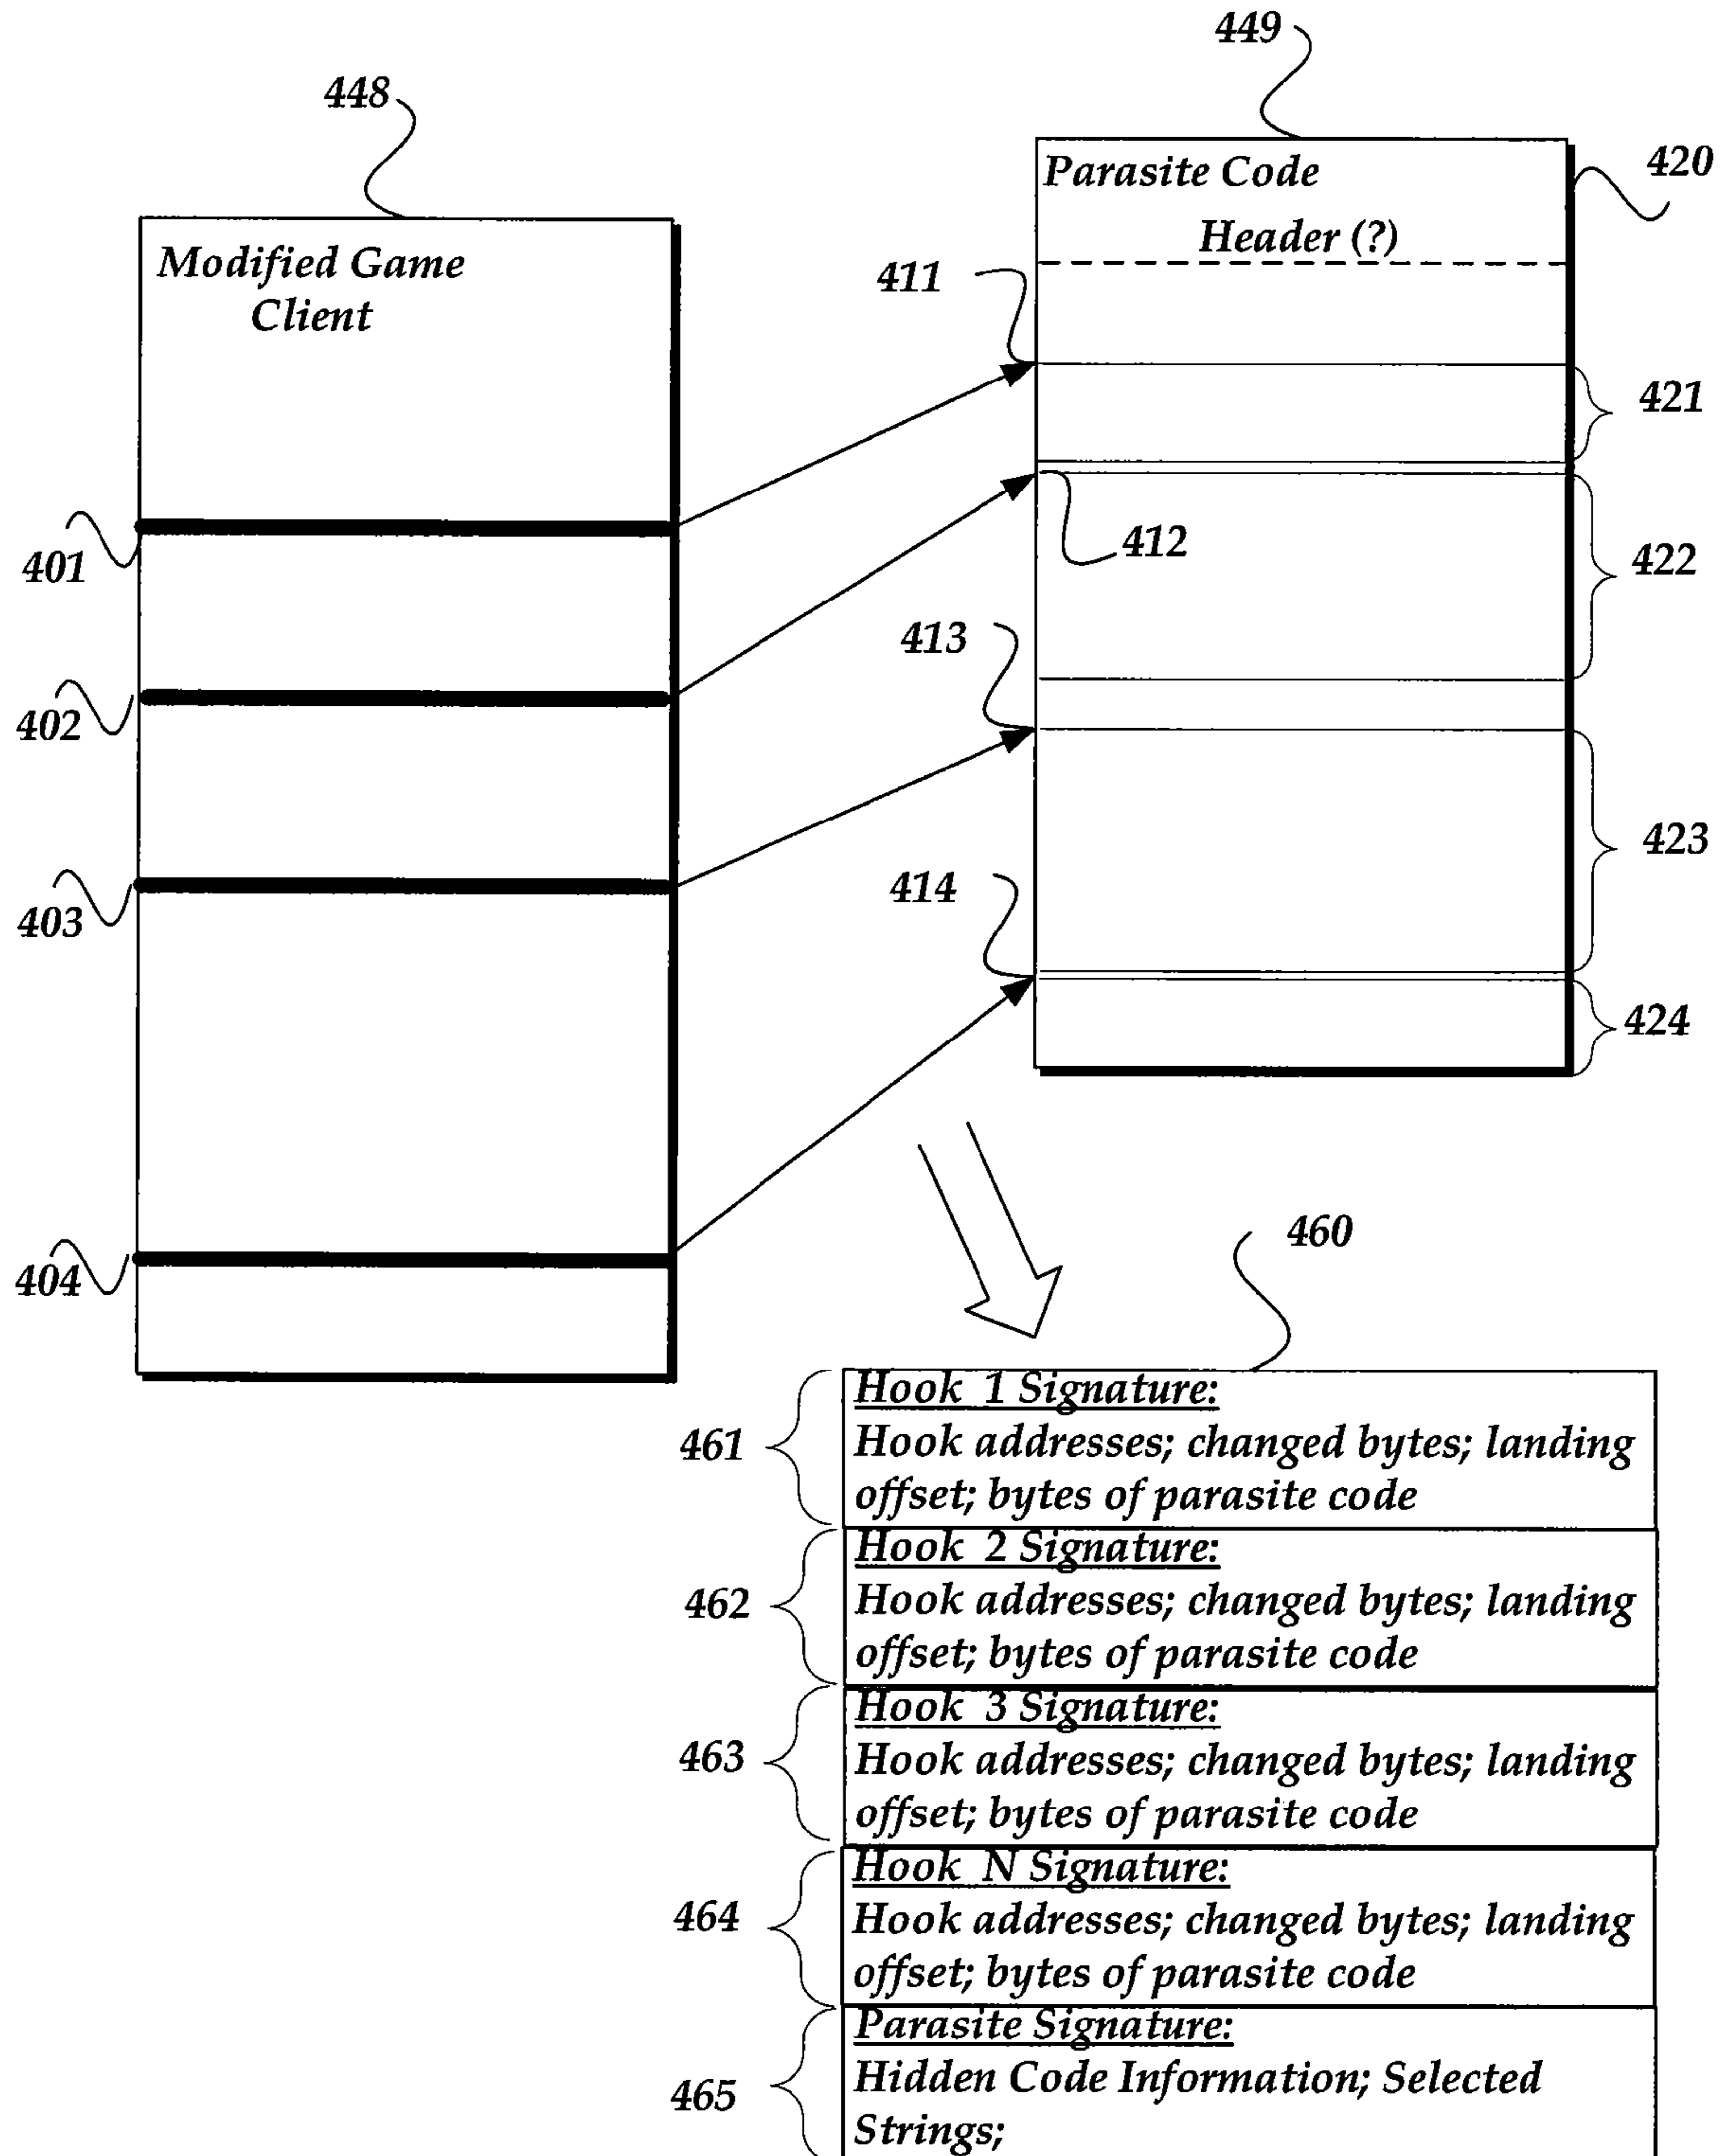 449
448
420
Parasite Code
Header (?)
Modified Game
Client
411
421
401
412
422
413
402
423
403
414
424
460
404
Hook 1 Signature:
461
Hook addresses; changed bytes; landing
offset; bytes of parasite code
Hook 2 Signature:
462
Hook addresses; changed bytes; landing
offset; bytes of parasite code
Hook 3 Signature:
463
Hook addresses; changed bytes; landing
offset; bytes of parasite code
Hook N Signature:
464
Hook addresses; changed bytes; landing
offset; bytes of parasite code
Parasite Signature:
465
Hidden Code Information; Selected
Strings;